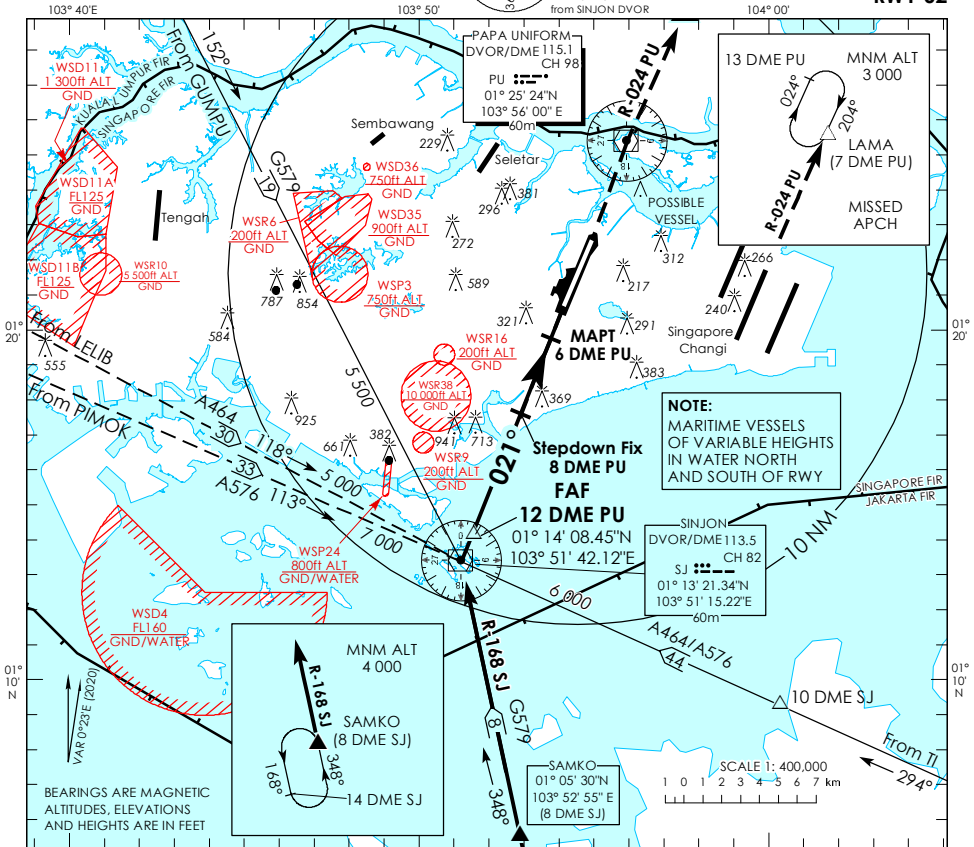 103° 40'E
103° 50'
from SINJON DVOR
104° 00'
152°
From GUMPU
WSD11
1 300ft ALT
GND
KUALA LUMPUR FIR
SINGAPORE FIR
PAPA UNIFORM
DVOR/DME 115.1
CH 98
PU
01° 25' 24"N
103° 56' 00" E
60m
R-024 PU
13 DME PU
MNM ALT
3 000
024°
204°
LAMA
(7 DME PU)
R-024 PU
MISSED
APCH
Sembawang
229
Seletar
G579
19
WSD36
750ft ALT
GND
WSD11A
FL125
GND
Tengah
381
296
POSSIBLE
VESSEL
WSR6
200ft ALT
GND
WSD35
900ft ALT
GND
272
312
266
WSD11B
FL125
GND
WSR10
5 500ft ALT
GND
WSP3
750ft ALT
GND
787
854
589
217
240
01°
20'
From LELIB
584
321
291
Singapore
Changi
01°
20'
MAPT
6 DME PU
555
From PIMOK
WSR16
200ft ALT
GND
383
5 500
WSR38
10 000ft ALT
GND
369
A464
30
925
NOTE:
MARITIME VESSELS
OF VARIABLE HEIGHTS
IN WATER NORTH
AND SOUTH OF RWY
118°
5 000
661
382
941
713
021°
Stepdown Fix
8 DME PU
33
A576
113°
7 000
WSR9
200ft ALT
GND
FAF
12 DME PU
01° 14' 08.45"N
103° 51' 42.12'E
SINGAPORE FIR
JAKARTA FIR
10 NM
SINJON
DVOR/DME 113.5
CH 82
SJ
01° 13' 21.34"N
103° 51' 15.22"E
60m
WSP24
800ft ALT
GND/WATER
6 000
WSD4
FL160
GND/WATER
A464/A576
44
MNM ALT
4 000
R-168 SJ
SAMKO
(8 DME SJ)
168°
348°
14 DME SJ
R-168 SJ
G579
8
348°
01°
10'
N
01°
10'
N
VAR 0°23'E (2020)
10 DME SJ
From TI
294°
SAMKO
01° 05' 30"N
103° 52' 55" E
(8 DME SJ)
SCALE 1: 400,000
1 0 1 2 3 4 5 6 7 km
BEARINGS ARE MAGNETIC
ALTITUDES, ELEVATIONS
AND HEIGHTS ARE IN FEET